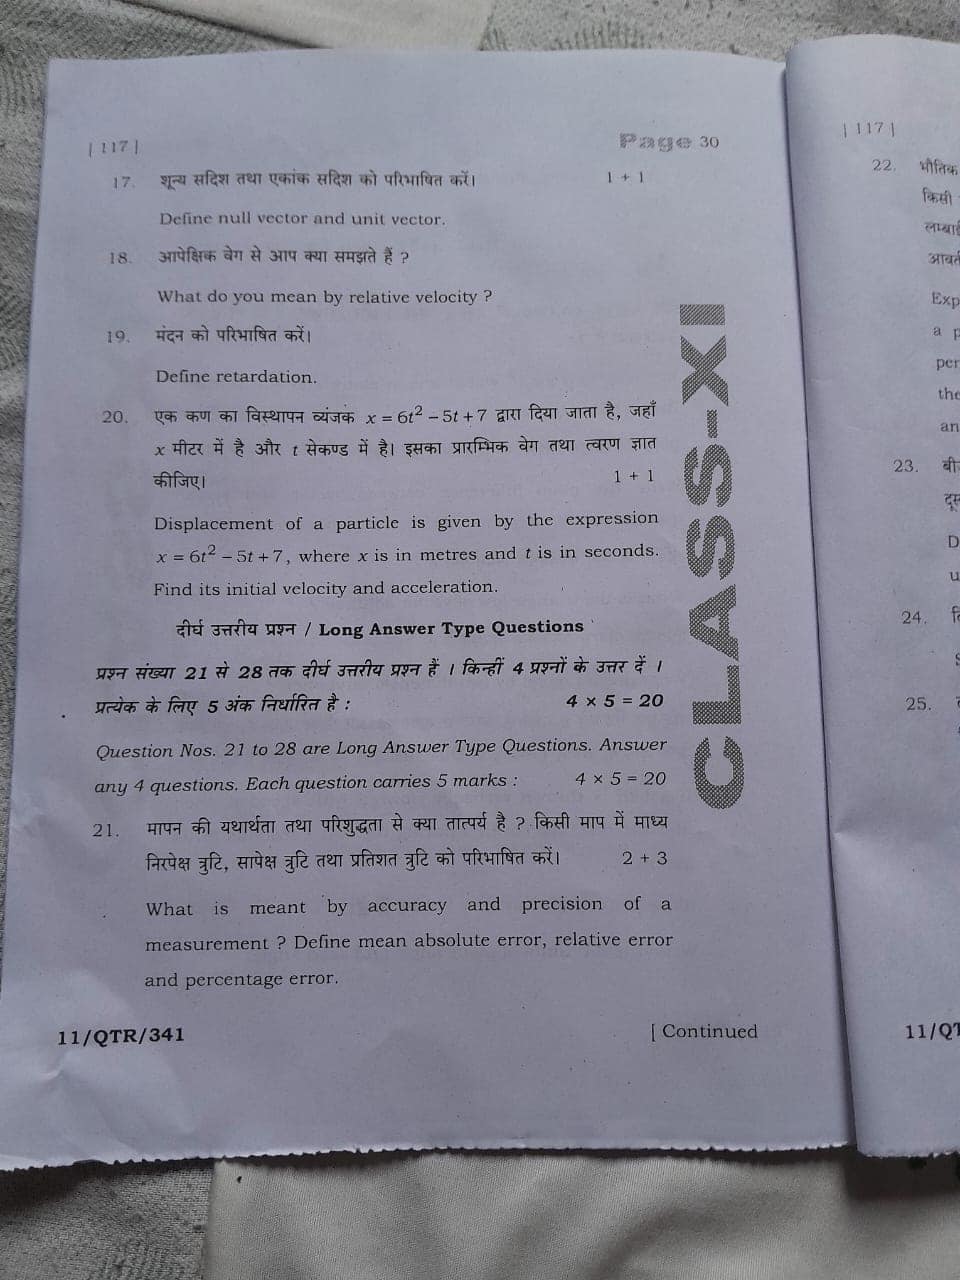 [ 117 ]
Page 30
17. शून्य सदिश तथा एकांक सदिश को परिभाषित करें। 1 + 1
Define null vector and unit vector.
18. आपेक्षिक वेग से आप क्या समझते हैं ?
What do you mean by relative velocity ?
19. मंदन को परिभाषित करें।
Define retardation.
20. एक कण का विस्थापन व्यंजक x = 6t² – 5t + 7 द्वारा दिया जाता है, जहाँ
x मीटर में है और t सेकण्ड में है। इसका प्रारम्भिक वेग तथा त्वरण ज्ञात
कीजिए। 1 + 1
Displacement of a particle is given by the expression
x = 6t² – 5t + 7, where x is in metres and t is in seconds.
Find its initial velocity and acceleration.
दीर्घ उत्तरीय प्रश्न / Long Answer Type Questions
प्रश्न संख्या 21 से 28 तक दीर्घ उत्तरीय प्रश्न हैं । किन्हीं 4 प्रश्नों के उत्तर दें ।
प्रत्येक के लिए 5 अंक निर्धारित है : 4 × 5 = 20
Question Nos. 21 to 28 are Long Answer Type Questions. Answer
any 4 questions. Each question carries 5 marks : 4 × 5 = 20
21. मापन की यथार्थता तथा परिशुद्धता से क्या तात्पर्य है ? किसी माप में माध्य
निरपेक्ष त्रुटि, सापेक्ष त्रुटि तथा प्रतिशत त्रुटि को परिभाषित करें। 2 + 3
What is meant by accuracy and precision of a
measurement ? Define mean absolute error, relative error
and percentage error.
11/QTR/341
[ Continued
CLASS-XI
[ 117 ]
22. भौतिक
किसी
23.
24.
25.